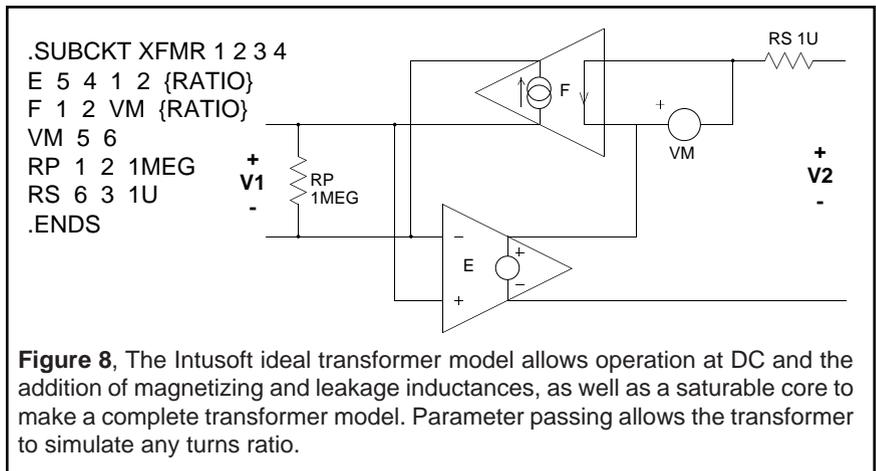 .SUBCKT XFMR 1 2 3 4
E 5 4 1 2 {RATIO}
F 1 2 VM {RATIO}
VM 5 6
RP 1 2 1MEG
RS 6 3 1U
.ENDS
RS 1U
F
+
VM
+
V1
-
RP
1MEG
+
V2
-
−
E
+
−
+
Figure 8, The Intusoft ideal transformer model allows operation at DC and the
addition of magnetizing and leakage inductances, as well as a saturable core to
make a complete transformer model. Parameter passing allows the transformer
to simulate any turns ratio.